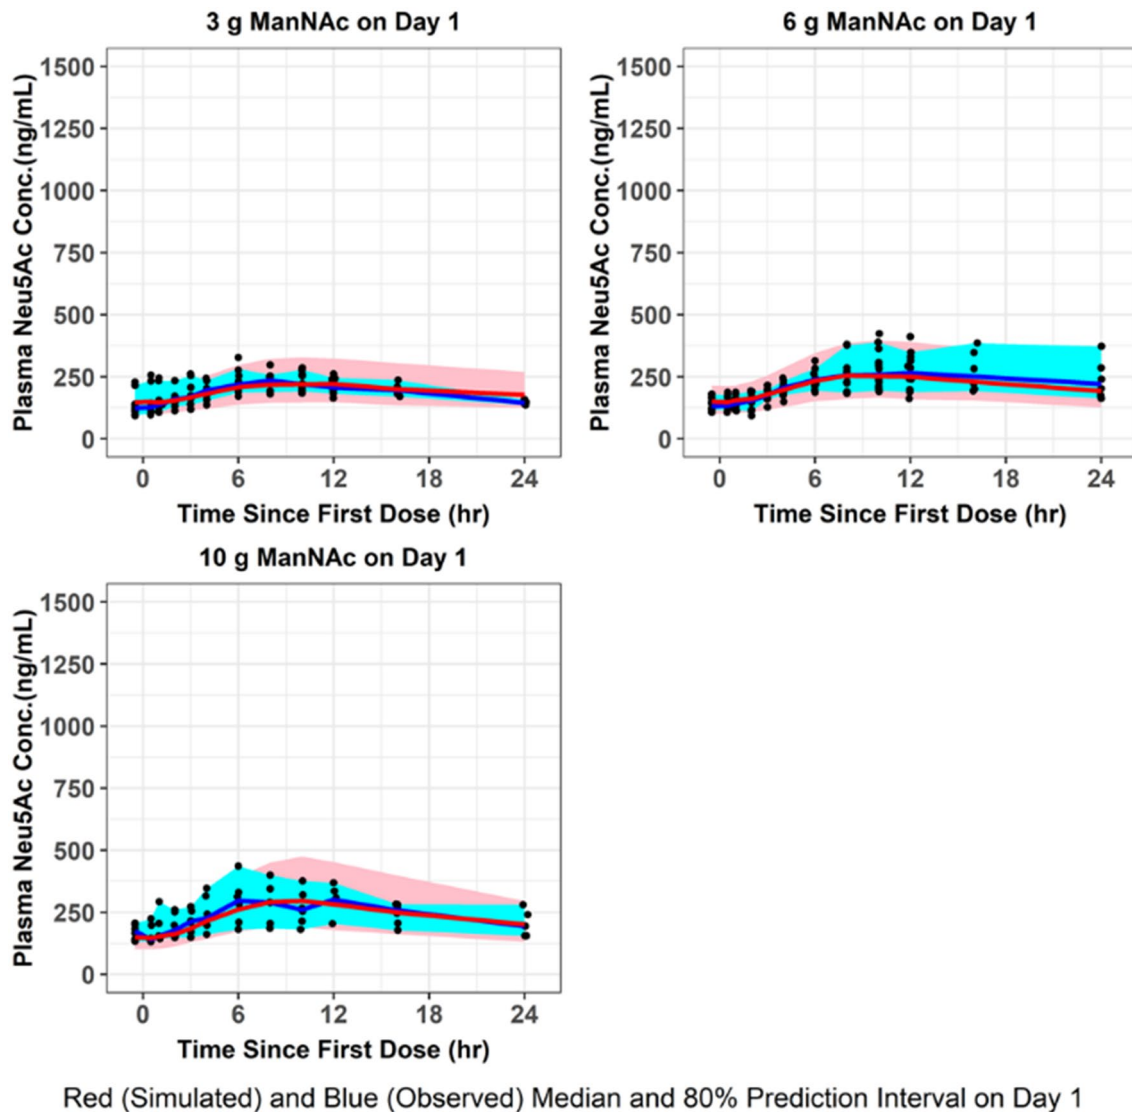 3 g ManNAc on Day 1
Plasma Neu5Ac Conc.(ng/mL)
1500
1250
1000
750
500
250
0
0 6 12 18 24
Time Since First Dose (hr)
6 g ManNAc on Day 1
Plasma Neu5Ac Conc.(ng/mL)
1500
1250
1000
750
500
250
0
0 6 12 18 24
Time Since First Dose (hr)
10 g ManNAc on Day 1
Plasma Neu5Ac Conc.(ng/mL)
1500
1250
1000
750
500
250
0
0 6 12 18 24
Time Since First Dose (hr)
Red (Simulated) and Blue (Observed) Median and 80% Prediction Interval on Day 1